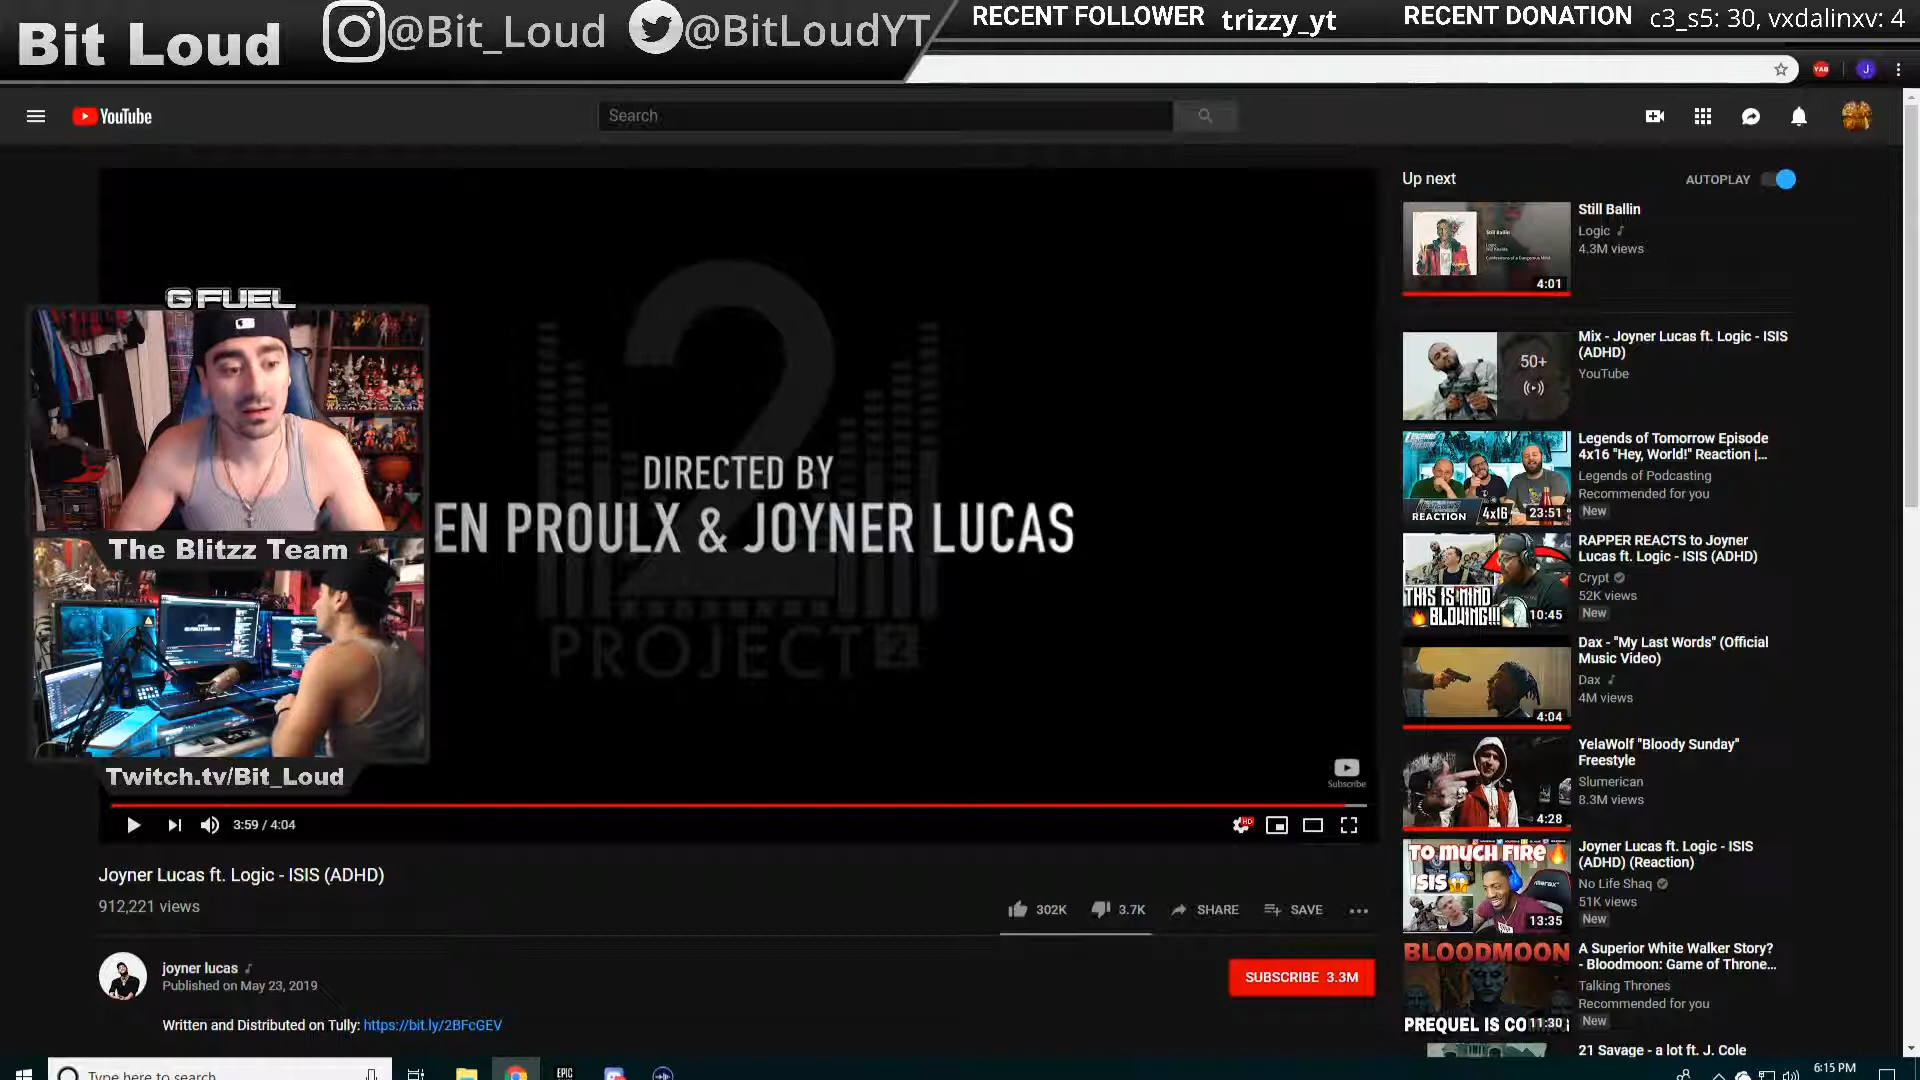 Bit Loud
@Bit_Loud
@BitLoudYT
RECENT FOLLOWER trizzy_yt
RECENT DONATION c3_s5: 30, vxdalinxv: 4
YouTube
Search
Up next
AUTOPLAY
Still Ballin
Logic
4.3M views
4:01
50+
Mix - Joyner Lucas ft. Logic - ISIS
(ADHD)
YouTube
G FUEL
The Blitzz Team
Twitch.tv/Bit_Loud
2
DIRECTED BY
EN PROULX & JOYNER LUCAS
PROJECT
Subscribe
3:59 / 4:04
HD
REACTION 4x16 23:51
Legends of Tomorrow Episode
4x16 "Hey, World!" Reaction |...
Legends of Podcasting
Recommended for you
New
THIS IS MIND
BLOWING!!!
10:45
RAPPER REACTS to Joyner
Lucas ft. Logic - ISIS (ADHD)
Crypt
52K views
New
4:04
Dax - "My Last Words" (Official
Music Video)
Dax
4M views
4:28
YelaWolf "Bloody Sunday"
Freestyle
Slumerican
8.3M views
TO MUCH FIRE
ISIS
13:35
Joyner Lucas ft. Logic - ISIS
(ADHD) (Reaction)
No Life Shaq
51K views
New
BLOODMOON
PREQUEL IS CO
11:30
A Superior White Walker Story?
- Bloodmoon: Game of Throne...
Talking Thrones
Recommended for you
New
21 Savage - a lot ft. J. Cole
Joyner Lucas ft. Logic - ISIS (ADHD)
912,221 views
302K
3.7K
SHARE
SAVE
joyner lucas
Published on May 23, 2019
SUBSCRIBE 3.3M
Written and Distributed on Tully: https://bit.ly/2BFcGEV
Type here to search
EPIC
6:15 PM